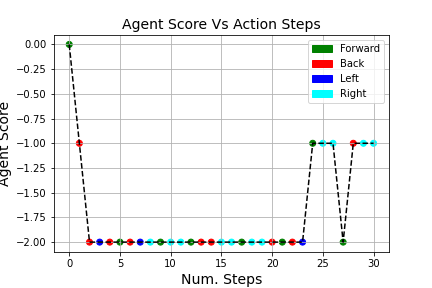 Agent Score Vs Action Steps
0.00
−0.25
−0.50
−0.75
−1.00
−1.25
−1.50
−1.75
−2.00
Agent Score
Forward
Back
Left
Right
0 5 10 15 20 25 30
Num. Steps